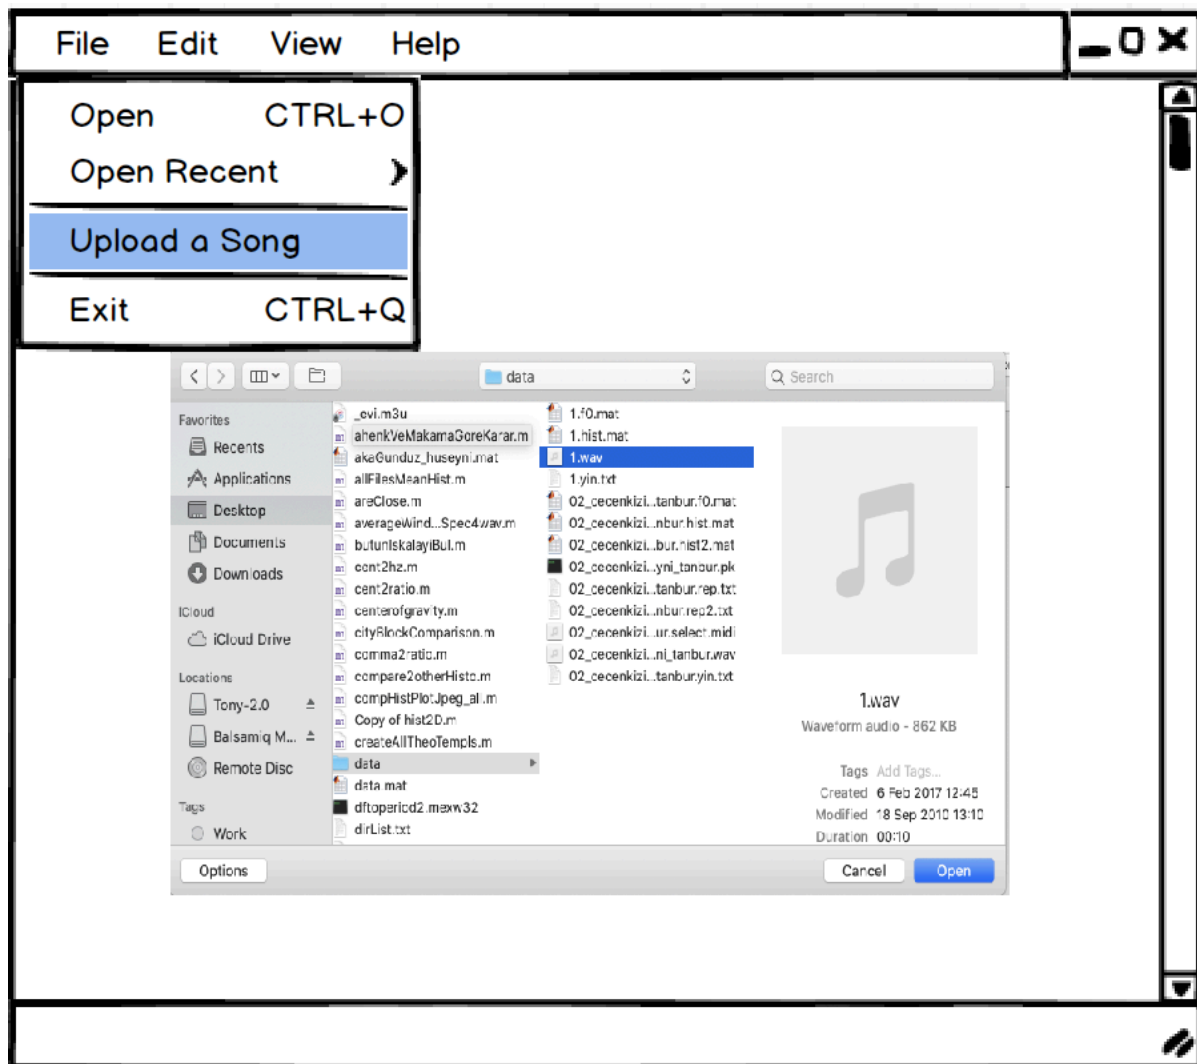 File Edit View Help
Open CTRL+O
Open Recent
Upload a Song
Exit CTRL+Q
data
Search
Favorites
Recents
Applications
Desktop
Documents
Downloads
iCloud
iCloud Drive
Locations
Tony-2.0
Balsamiq M...
Remote Disc
Tags
Work
_evi.m3u
ahenkVeMakamaGoreKarar.m
akaGunduz_huseyni.mat
allFilesMeanHist.m
areClose.m
averageWind...Spec4wav.m
butunIskalayiBul.m
cent2hz.m
cent2ratio.m
centerofgravity.m
cityBlockComparison.m
comma2ratio.m
compare2otherHisto.m
compHistPlotJpeg_all.m
Copy of hist2D.m
createAllTheoTempls.m
data
data.mat
dftoperiod2.mexw32
dirList.txt
1.f0.mat
1.hist.mat
1.wav
1.yin.txt
02_cecenkizi...tanbur.f0.mat
02_cecenkizi...nbur.hist.mat
02_cecenkizi...bur.hist2.mat
02_cecenkizi...yni_tanbur.pk
02_cecenkizi...tanbur.rep.txt
02_cecenkizi...nbur.rep2.txt
02_cecenkizi...ur.select.midi
02_cecenkizi...ni_tanbur.wav
02_cecenkizi...tanbur.yin.txt
1.wav
Waveform audio - 862 KB
Tags Add Tags...
Created 6 Feb 2017 12:45
Modified 18 Sep 2010 13:10
Duration 00:10
Options
Cancel
Open